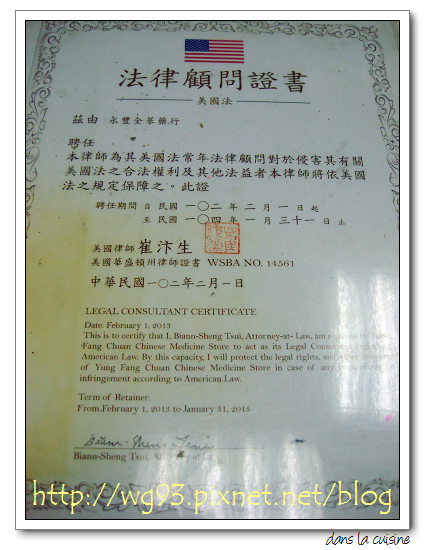 法律顧問證書
美國法
茲由 永豐全蔘藥行
聘任
本律師為其美國法常年法律顧問對於侵害其有關
美國法之合法權利及其他法益者本律師將依美國
法之規定保障之。此證
聘任期間 自民國 一〇二年 二月 一日 起
至民國 一〇四年 一月 三十一日 止
美國律師 崔汴生
美國華盛頓州律師證書 WSBA NO. 14561
中華民國一〇二年二月一日
LEGAL CONSULTANT CERTIFICATE
Date: February 1, 2013
This is to certify that I, Biann-Sheng Tsui, Attorney-at- Law, am
Fang Chuan Chinese Medicine Store to act as its Legal
American Law. By this capacity, I will protect the legal rights, and
of Yung Fang Chuan Chinese Medicine Store in case of any
infringement according to American Law.
Term of Retainer:
From,February 1, 2013 to January 31, 2015
Biann-Sheng Tsui
Biann-Sheng Tsui, Attorney at
http://wg93.pixnet.net/blog
dans la cuisine